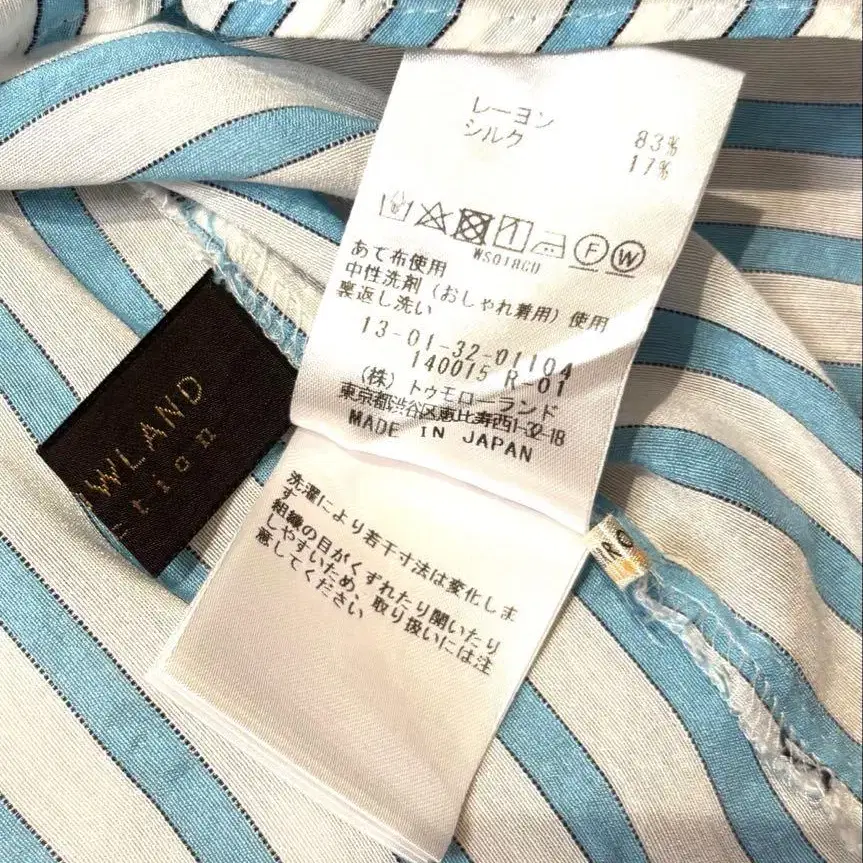 レーヨン 83%
シルク 17%
WS018CU
あて布使用
中性洗剤（おしゃれ着用）使用
裏返し洗い
13-01-32-01104
140015 R-01
（株）トゥモローランド
東京都渋谷区恵比寿西1-32-18
MADE IN JAPAN
WLAND
ction
洗濯により若干寸法は変化しま
す
組織の目がくずれたり開いたり
しやすいため、取り扱いには注
意してください